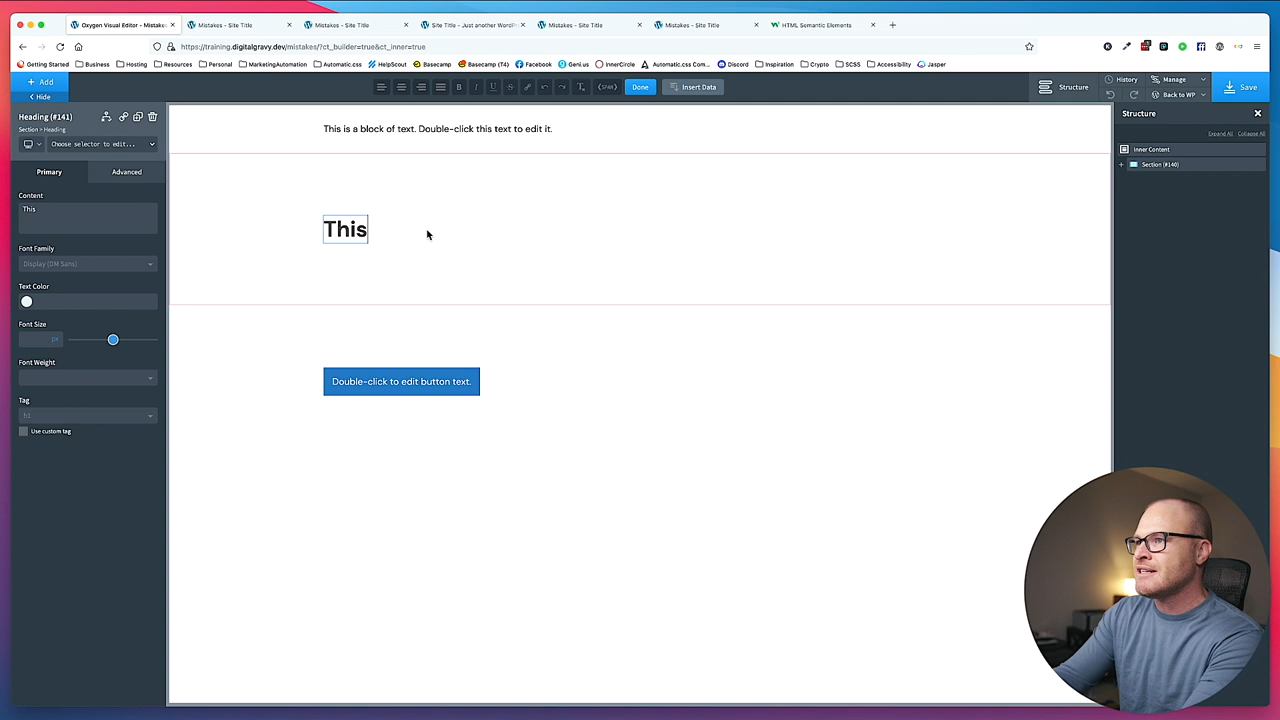 Oxygen Visual Editor - Mistake
Mistakes - Site Title
Mistakes - Site Title
Site Title - Just another WordPr
Mistakes - Site Title
Mistakes - Site Title
HTML Semantic Elements
https://training.digitalgravy.dev/mistakes/?ct_builder=true&ct_inner=true
Getting Started
Business
Hosting
Resources
Personal
MarketingAutomation
Automatic.css
HelpScout
Basecamp
Basecamp (T4)
Facebook
Geni.us
InnerCircle
Automatic.css Com...
Discord
Inspiration
Crypto
SCSS
Accessibility
Jasper
+ Add
Hide
B
I
U
S
(SPAN)
Done
Insert Data
Structure
History
Manage
Back to WP
Save
Heading (#141)
Section > Heading
Choose selector to edit...
Primary
Advanced
Content
This
Font Family
Display (DM Sans)
Text Color
Font Size
px
Font Weight
Tag
h1
Use custom tag
This is a block of text. Double-click this text to edit it.
This
Double-click to edit button text.
Structure
Expand All
Collapse All
Inner Content
Section (#140)